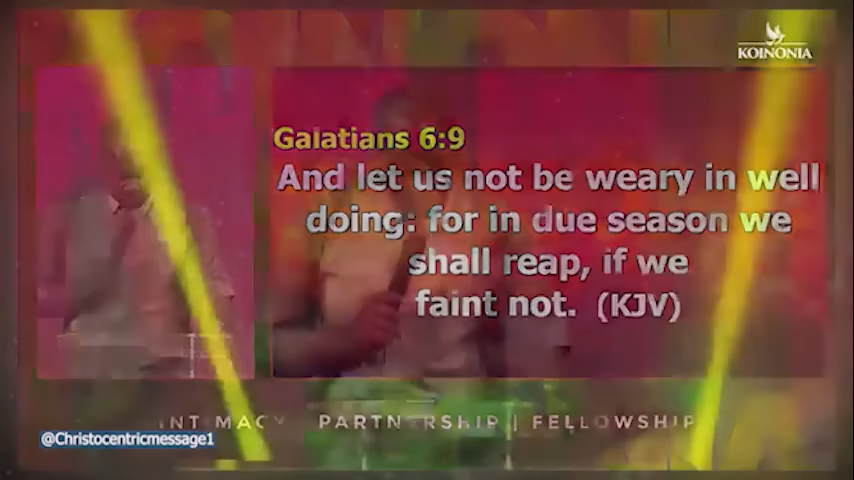 KOINONIA
Galatians 6:9
And let us not be weary in well
doing: for in due season we
shall reap, if we
faint not. (KJV)
INTIMACY PARTNERSHIP | FELLOWSHIP
@Christocentricmessage1